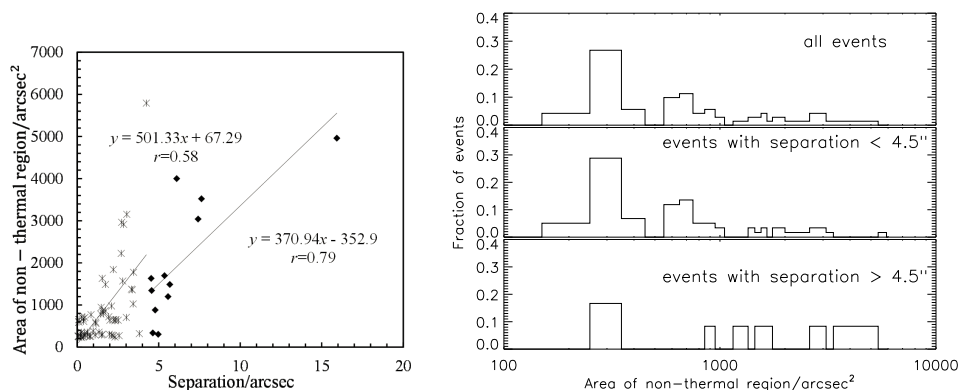 7000
6000
5000
4000
3000
2000
1000
0
0 5 10 15 20
Area of non – thermal region/arcsec²
Separation/arcsec
y = 501.33x + 67.29
r=0.58
y = 370.94x - 352.9
r=0.79
0.4
0.3
0.2
0.1
0.0
all events
0.4
0.3
0.2
0.1
0.0
events with separation < 4.5"
0.4
0.3
0.2
0.1
0.0
events with separation > 4.5"
Fraction of events
100 1000 10000
Area of non-thermal region/arcsec²